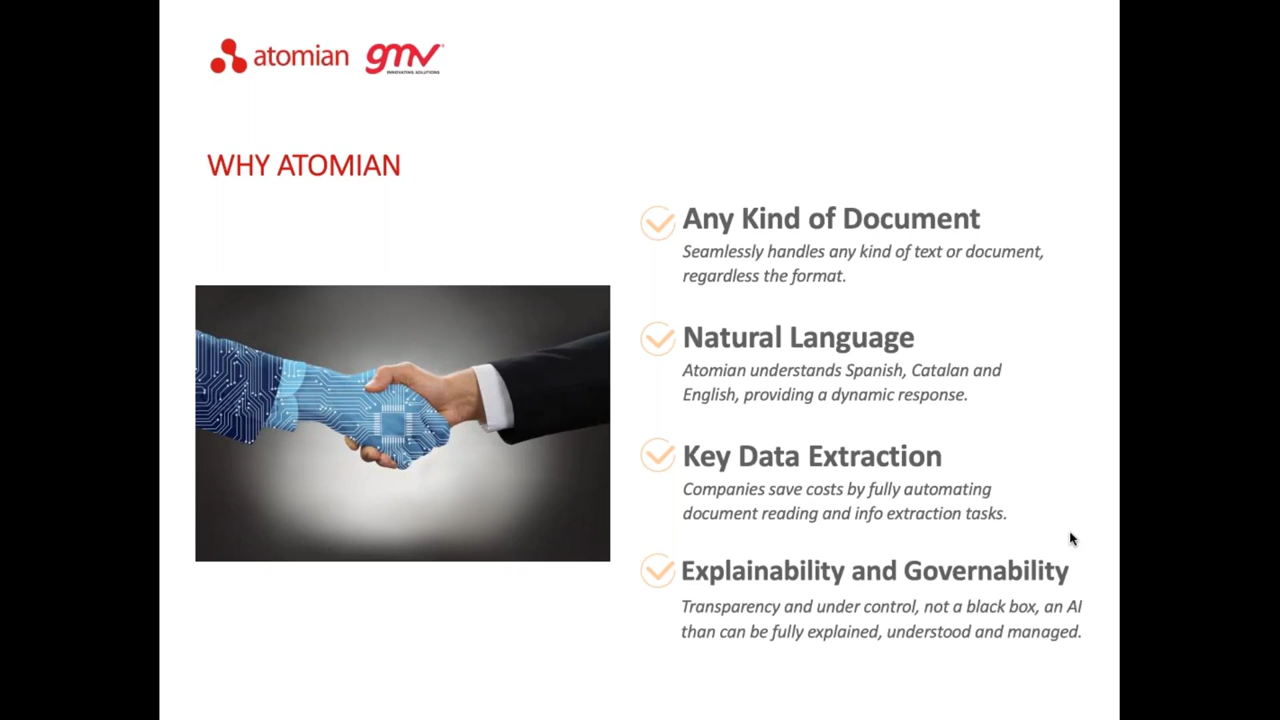 atomian gmv
INNOVATING SOLUTIONS
WHY ATOMIAN
Any Kind of Document
Seamlessly handles any kind of text or document,
regardless the format.
Natural Language
Atomian understands Spanish, Catalan and
English, providing a dynamic response.
Key Data Extraction
Companies save costs by fully automating
document reading and info extraction tasks.
Explainability and Governability
Transparency and under control, not a black box, an AI
than can be fully explained, understood and managed.